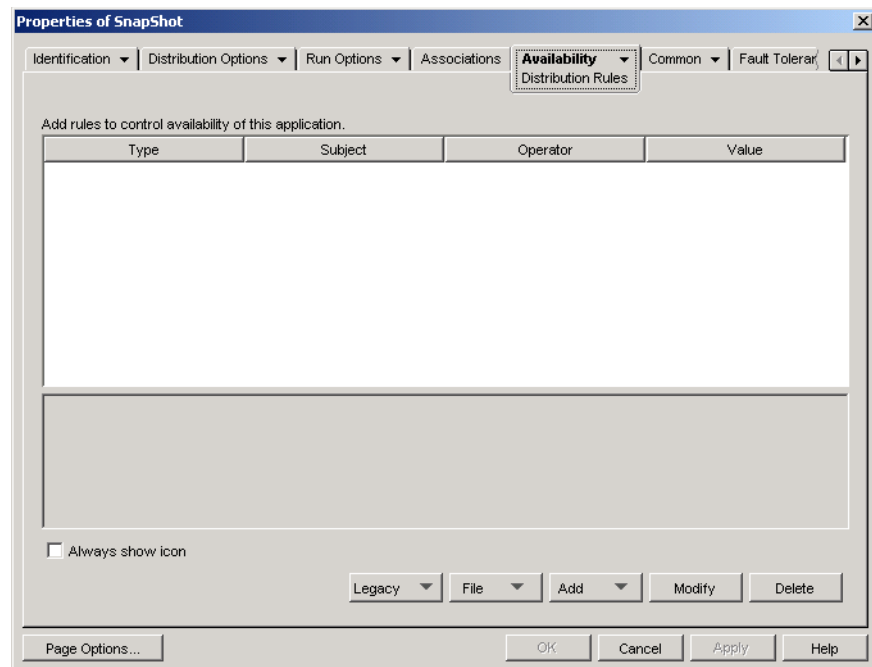 Properties of SnapShot
Identification Distribution Options Run Options Associations Availability Common Fault
Distribution Rules
Add rules to control availability of this application.
Type Subject Operator Value
Always show icon
Legacy File Add Modify Delete
Page Options... OK Cancel Apply Help